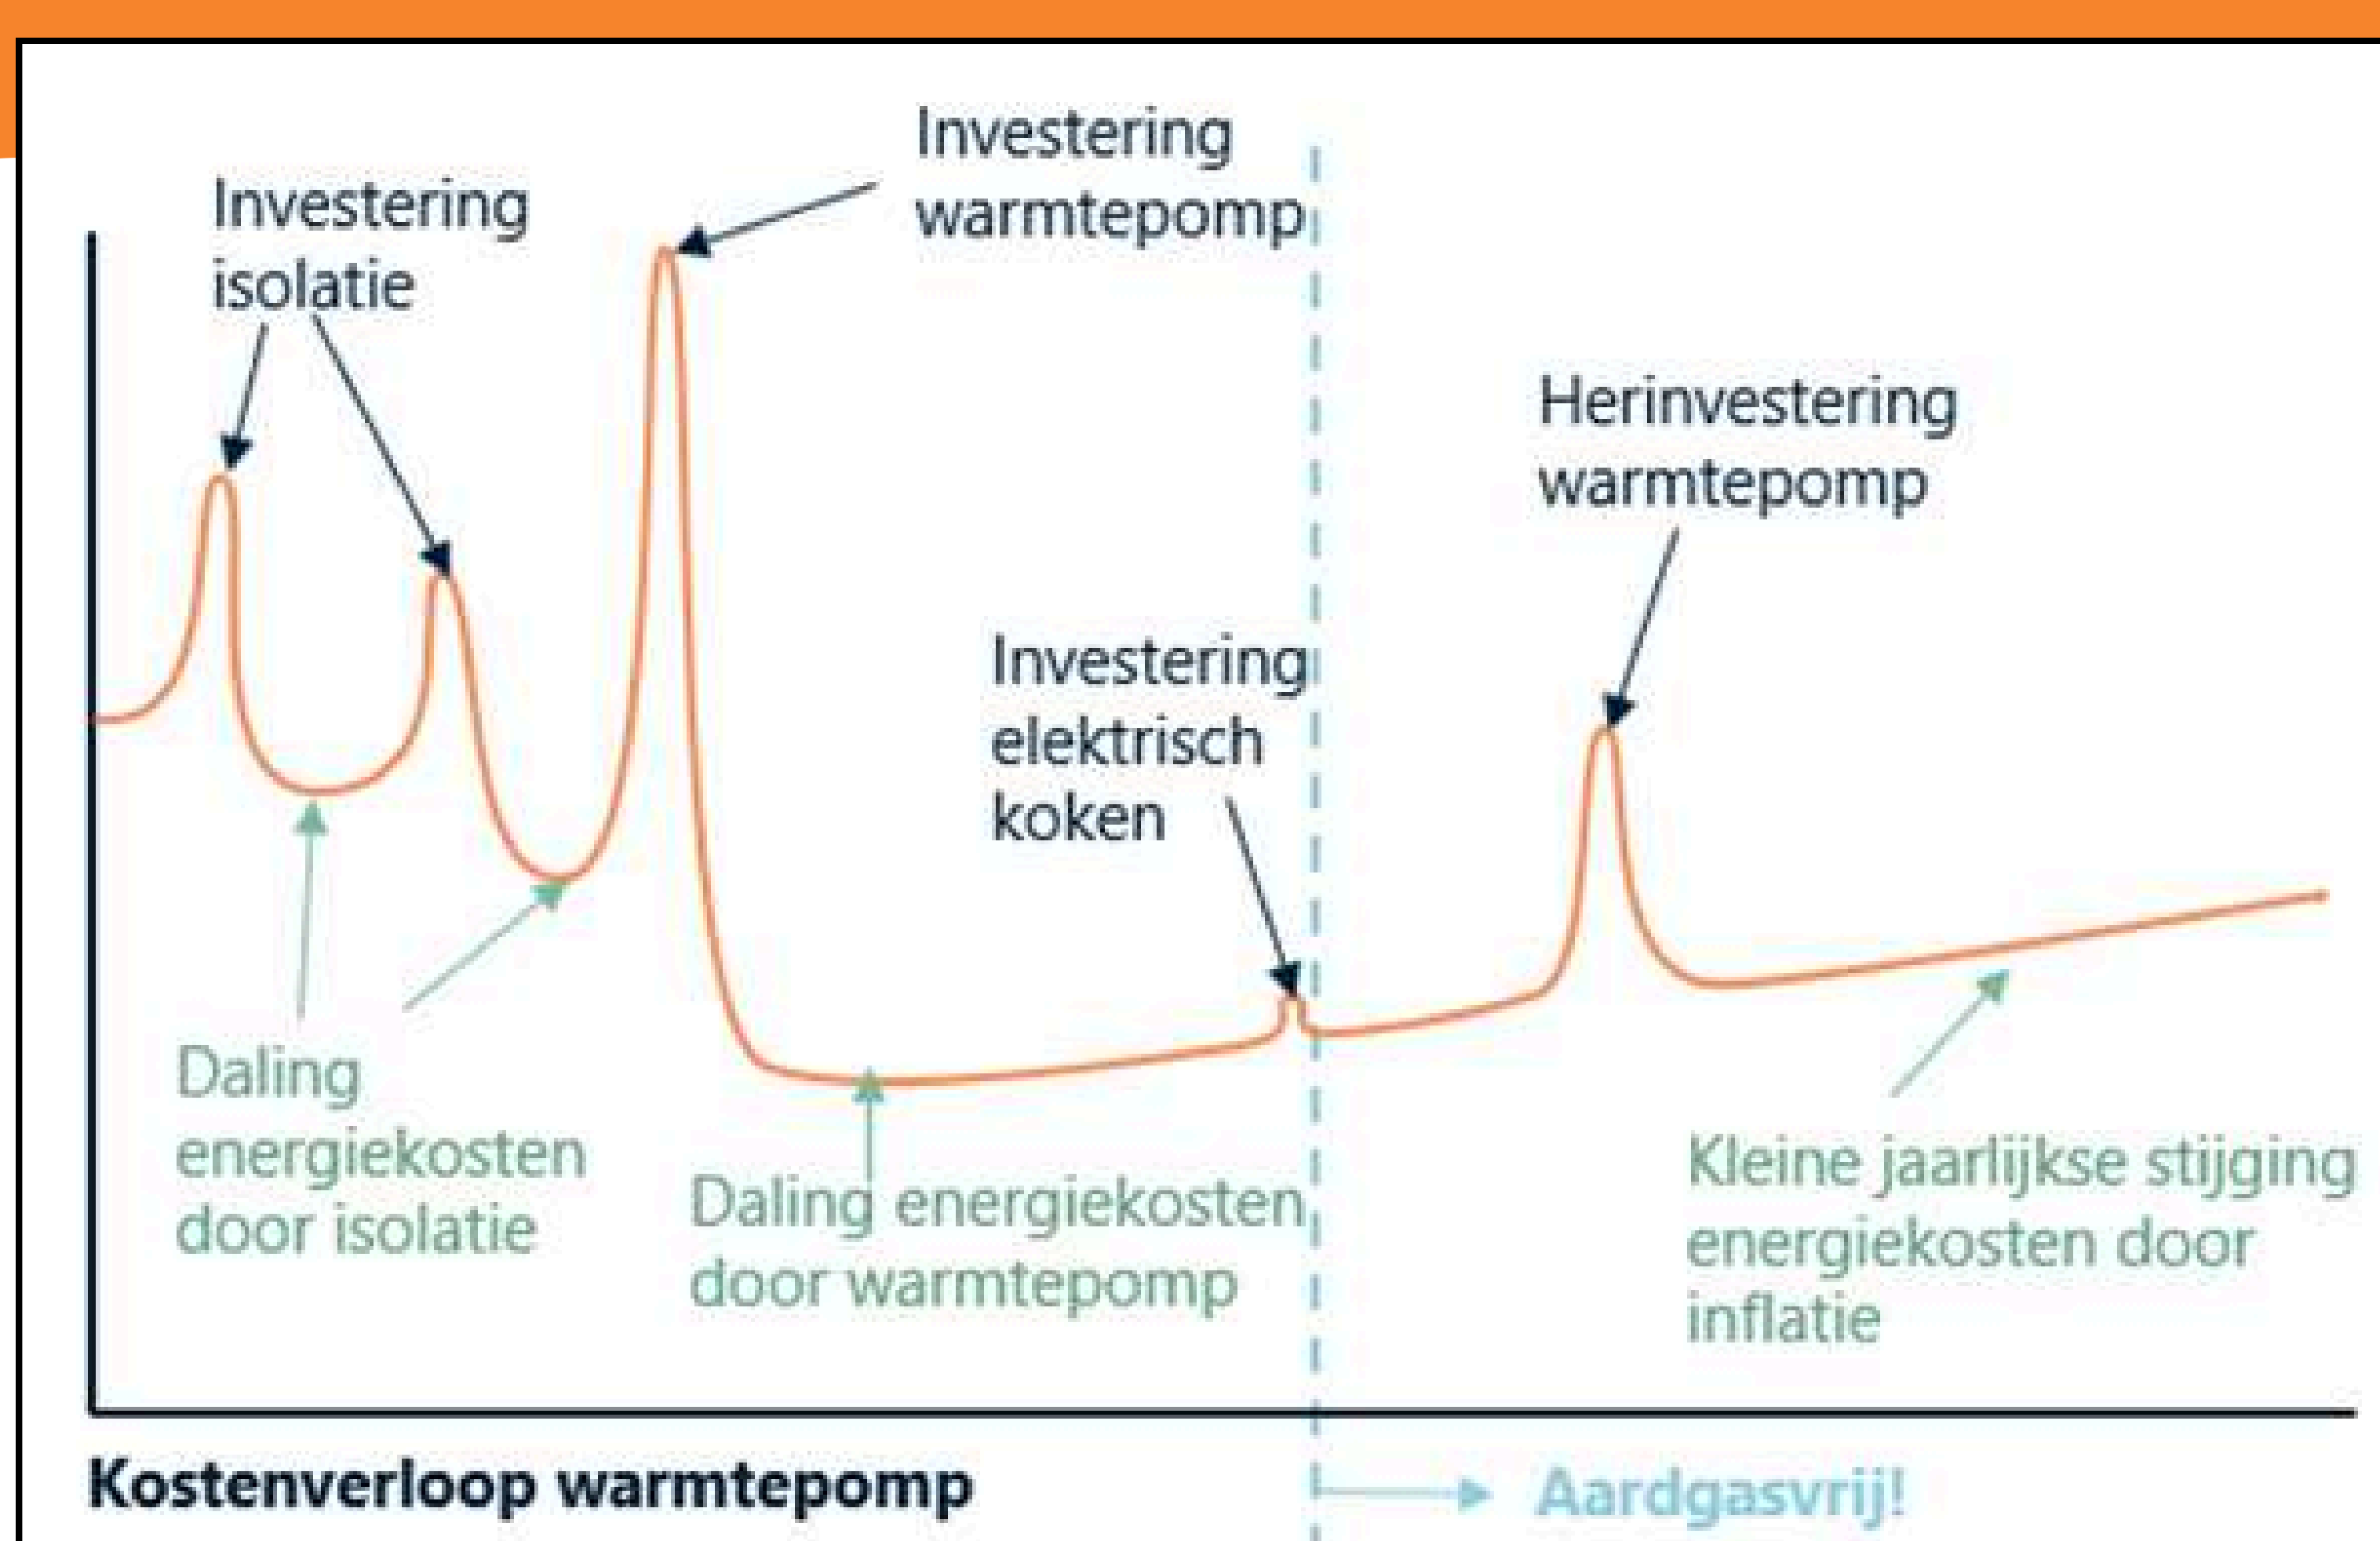 Investering
warmtepomp
Investering
isolatie
Herinvestering
warmtepomp
Investering
elektrisch
koken
Daling
energiekosten
door isolatie
Daling energiekosten
door warmtepomp
Kleine jaarlijkse stijging
energiekosten door
inflatie
Kostenverloop warmtepomp
Aardgasvrij!